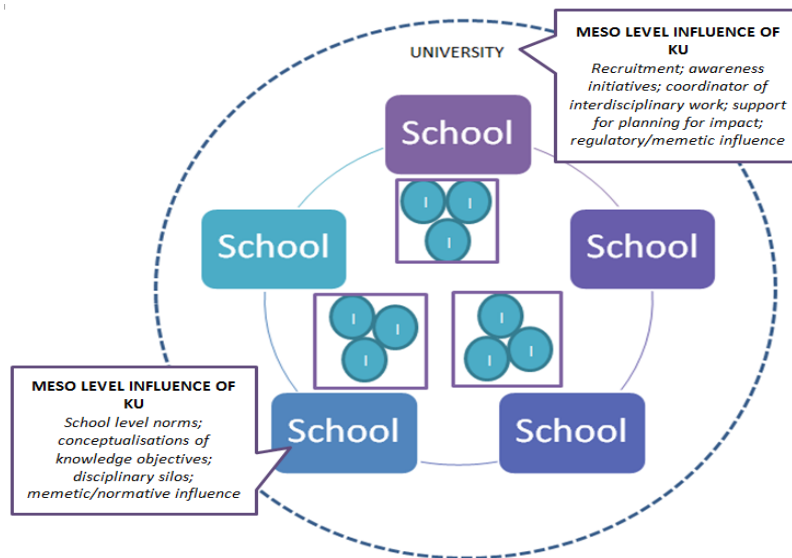 UNIVERSITY
MESO LEVEL INFLUENCE OF
KU
Recruitment; awareness
initiatives; coordinator of
interdisciplinary work; support
for planning for impact;
regulatory/memetic influence
School
I I
I
School
School
I
I
I
I
I
I
MESO LEVEL INFLUENCE OF
KU
School level norms;
conceptualisations of
knowledge objectives;
disciplinary silos;
memetic/normative influence
School
School